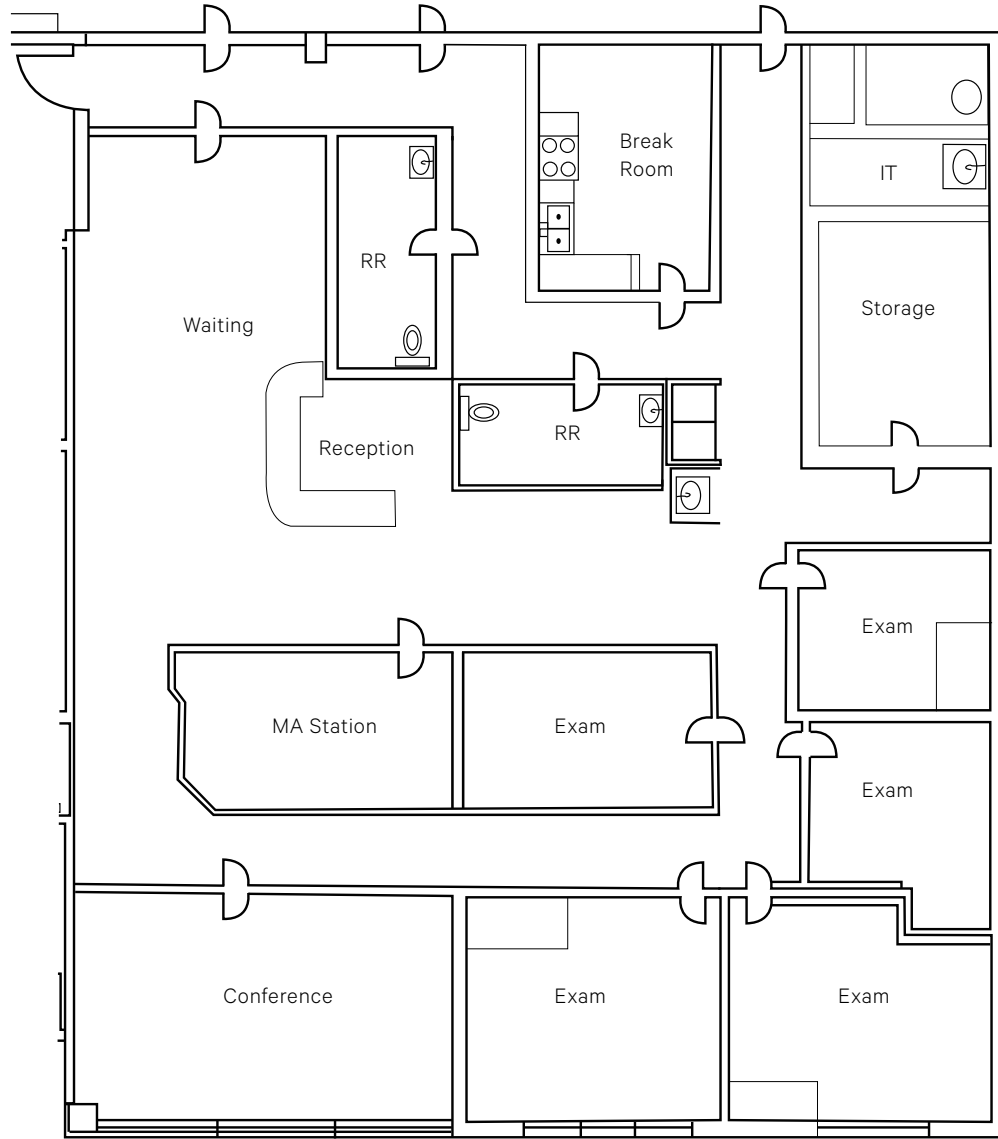 Break
Room
IT
RR
Storage
Waiting
RR
Reception
Exam
MA Station
Exam
Exam
Conference
Exam
Exam